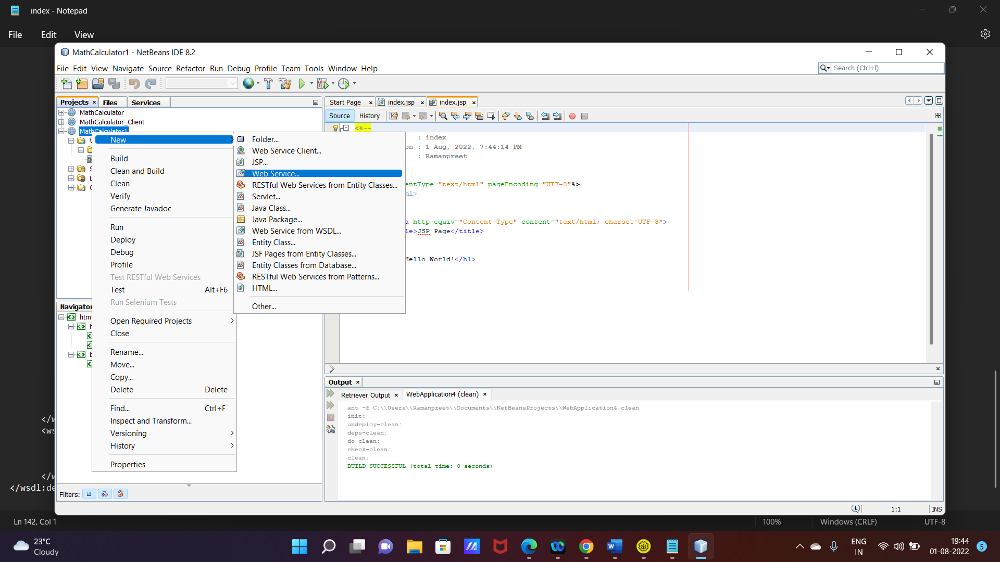 index - Notepad
File Edit View
MathCalculator1 - NetBeans IDE 8.2
File Edit View Navigate Source Refactor Run Debug Profile Team Tools Window Help
Search (Ctrl+I)
Projects Files Services
MathCalculator
MathCalculator_Client
MathCalculator1
New
Build
Clean and Build
Clean
Verify
Generate Javadoc
Run
Deploy
Debug
Profile
Test RESTful Web Services
Test Alt+F6
Run Selenium Tests
Open Required Projects
Close
Rename...
Move...
Copy...
Delete Delete
Find... Ctrl+F
Inspect and Transform...
Versioning
History
Properties
Folder...
Web Service Client...
JSP...
Web Service...
RESTful Web Services from Entity Classes...
Servlet...
Java Class...
Java Package...
Web Service from WSDL...
Entity Class...
JSF Pages from Entity Classes...
Entity Classes from Database...
RESTful Web Services from Patterns...
HTML...
Other...
Navigator
htm
Filters:
Start Page index.jsp index.jsp
Source History
<%--
: index
on : 1 Aug, 2022, 7:44:14 PM
: Ramanpreet
entType="text/html" pageEncoding="UTF-8"%>
ml>
a http-equiv="Content-Type" content="text/html; charset=UTF-8">
le>JSP Page</title>
Hello World!</h1>
Output
Retriever Output WebApplication4 (clean)
ant -f C:\\Users\\Ramanpreet\\Documents\\NetBeansProjects\\WebApplication4 clean
init:
undeploy-clean:
deps-clean:
do-clean:
check-clean:
clean:
BUILD SUCCESSFUL (total time: 0 seconds)
1:1 INS
</w
<ws
</w
</wsdl:de
Ln 142, Col 1 100% Windows (CRLF) UTF-8
23°C
Cloudy
ENG
IN
19:44
01-08-2022
5